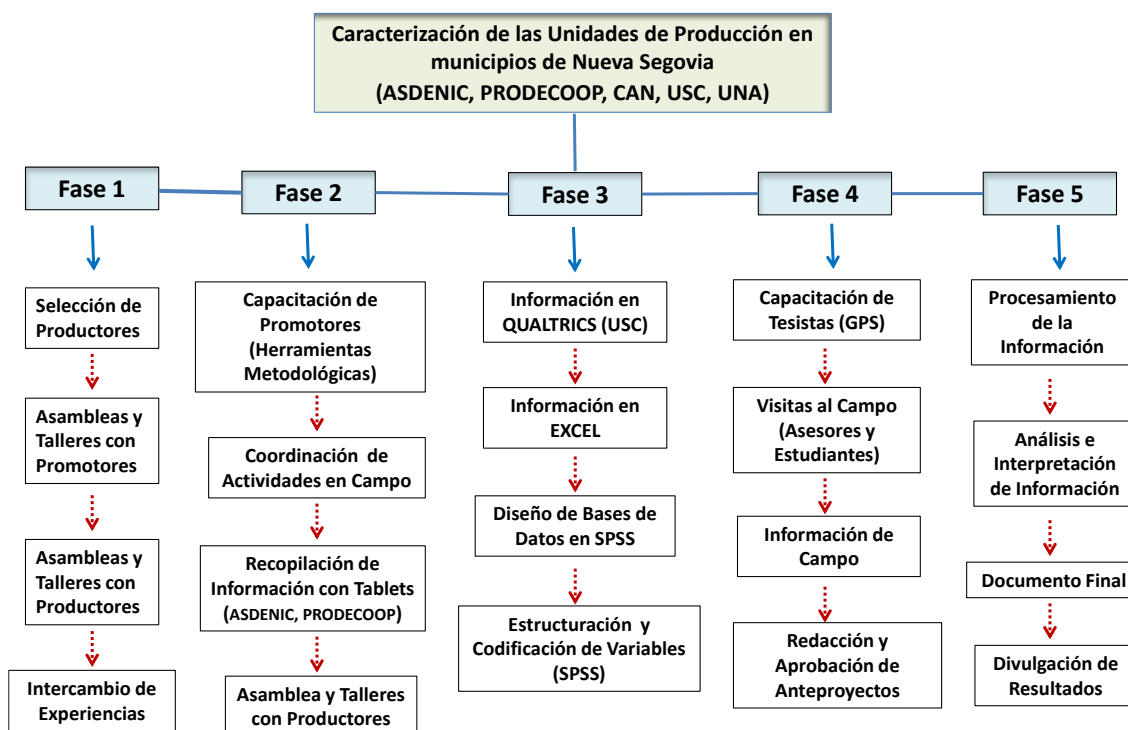 Caracterización de las Unidades de Producción en
municipios de Nueva Segovia
(ASDENIC, PRODECOOP, CAN, USC, UNA)
Fase 1
Fase 2
Fase 3
Fase 4
Fase 5
Selección de
Productores
Asambleas y
Talleres con
Promotores
Asambleas y
Talleres con
Productores
Intercambio de
Experiencias
Capacitación de
Promotores
(Herramientas
Metodológicas)
Coordinación de
Actividades en Campo
Recopilación de
Información con Tablets
(ASDENIC, PRODECOOP)
Asamblea y Talleres
con Productores
Información en
QUALTRICS (USC)
Información en
EXCEL
Diseño de Bases de
Datos en SPSS
Estructuración y
Codificación de Variables
(SPSS)
Capacitación de
Tesistas (GPS)
Visitas al Campo
(Asesores y
Estudiantes)
Información de
Campo
Redacción y
Aprobación de
Anteproyectos
Procesamiento
de la
Información
Análisis e
Interpretación
de Información
Documento Final
Divulgación de
Resultados